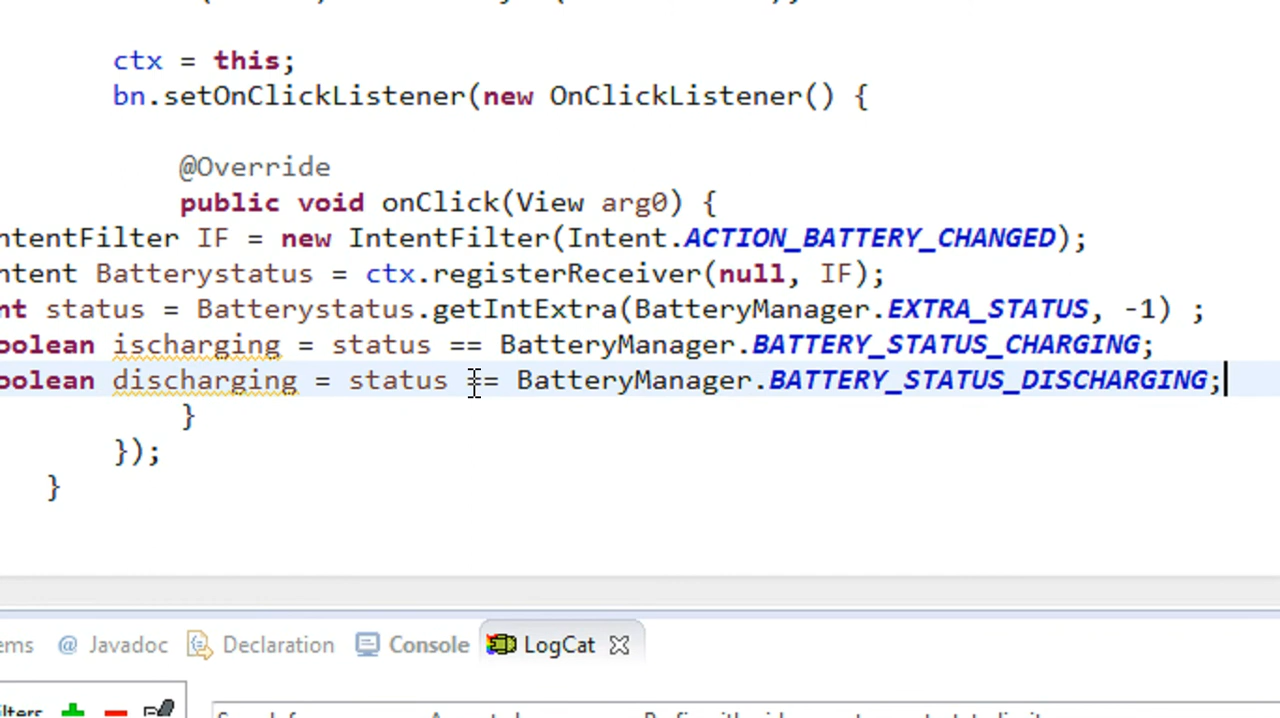 ctx = this;
bn.setOnClickListener(new OnClickListener() {
@Override
public void onClick(View arg0) {
ntentFilter IF = new IntentFilter(Intent.ACTION_BATTERY_CHANGED);
ntent Batterystatus = ctx.registerReceiver(null, IF);
nt status = Batterystatus.getIntExtra(BatteryManager.EXTRA_STATUS, -1) ;
oolean ischarging = status == BatteryManager.BATTERY_STATUS_CHARGING;
oolean discharging = status == BatteryManager.BATTERY_STATUS_DISCHARGING;
}
});
}
ems @ Javadoc Declaration Console LogCat
ilters